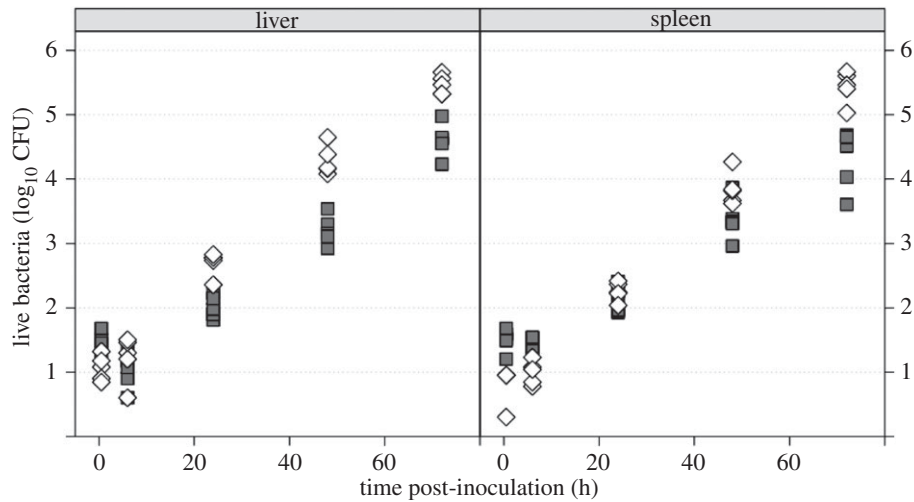 liver spleen
6 6
5 5
4 4
3 3
2 2
1 1
live bacteria (log10 CFU)
0 20 40 60 0 20 40 60
time post-inoculation (h)